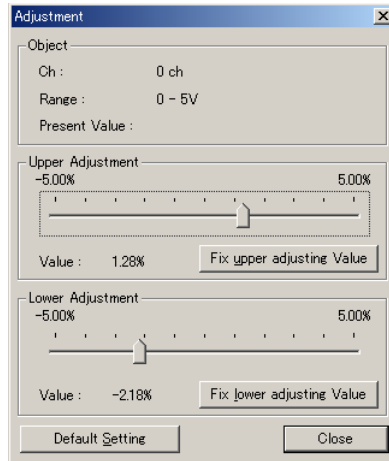 Adjustment
Object
Ch : 0 ch
Range : 0 - 5V
Present Value :
Upper Adjustment
-5.00% 5.00%
Value : 1.28% Fix upper adjusting Value
Lower Adjustment
-5.00% 5.00%
Value : -2.18% Fix lower adjusting Value
Default Setting Close